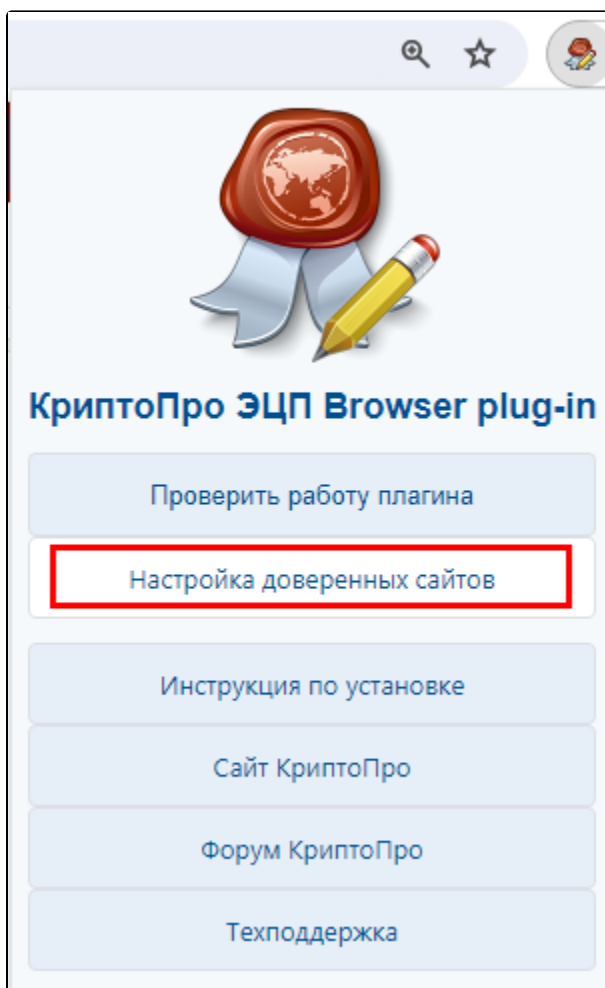 КриптоПро ЭЦП Browser plug-in
Проверить работу плагина
Настройка доверенных сайтов
Инструкция по установке
Сайт КриптоПро
Форум КриптоПро
Техподдержка